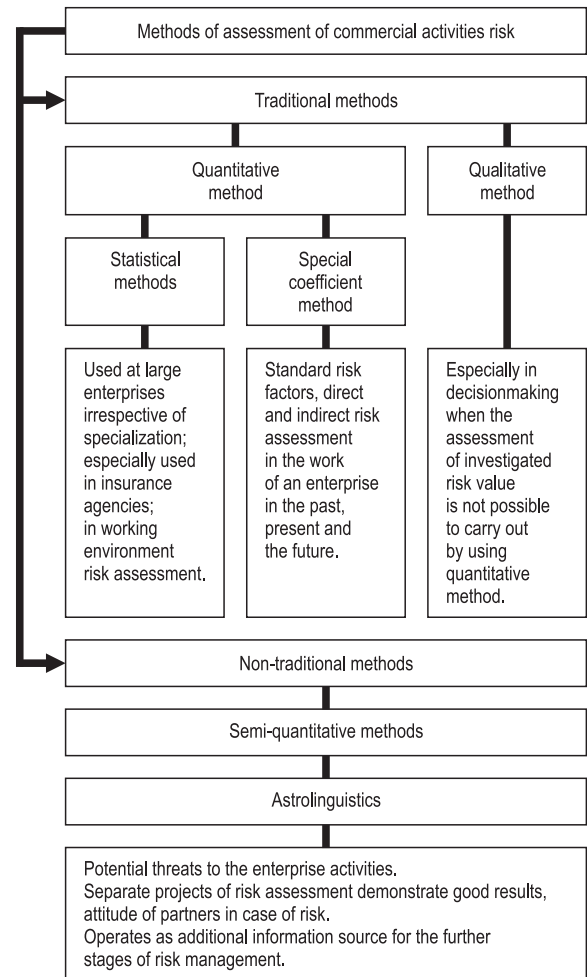 Methods of assessment of commercial activities risk
Traditional methods
Quantitative
method
Qualitative
method
Statistical
methods
Special
coefficient
method
Used at large
enterprises
irrespective of
specialization;
especially used
in insurance
agencies;
in working
environment
risk assessment.
Standard risk
factors, direct
and indirect risk
assessment
in the work
of an enterprise
in the past,
present and
the future.
Especially in
decisionmaking
when the
assessment
of investigated
risk value
is not possible
to carry out
by using
quantitative
method.
Non-traditional methods
Semi-quantitative methods
Astrolinguistics
Potential threats to the enterprise activities.
Separate projects of risk assessment demonstrate good results,
attitude of partners in case of risk.
Operates as additional information source for the further
stages of risk management.